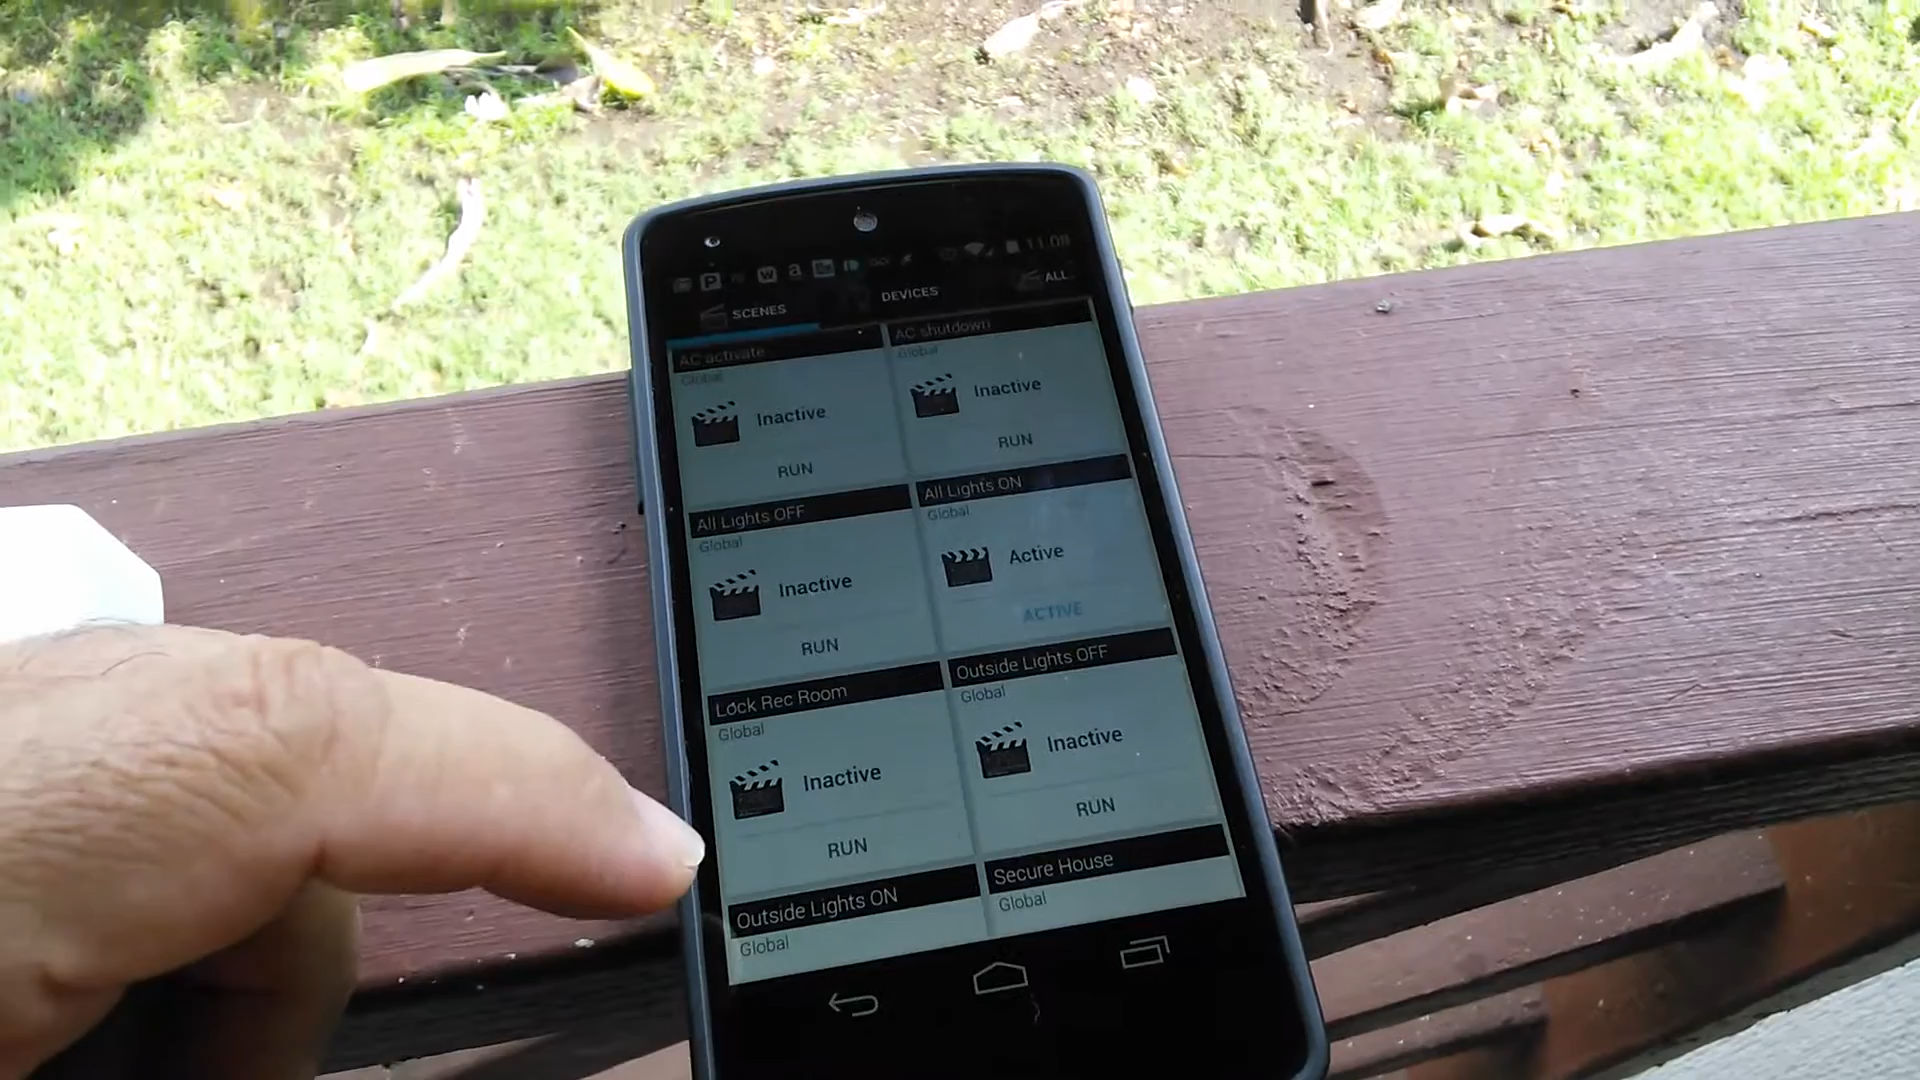 11:08
SCENES
DEVICES
ALL
AC activate
Global
Inactive
RUN
AC shutdown
Global
Inactive
RUN
All Lights OFF
Global
Inactive
RUN
All Lights ON
Global
Active
ACTIVE
Lock Rec Room
Global
Inactive
RUN
Outside Lights OFF
Global
Inactive
RUN
Outside Lights ON
Global
Secure House
Global